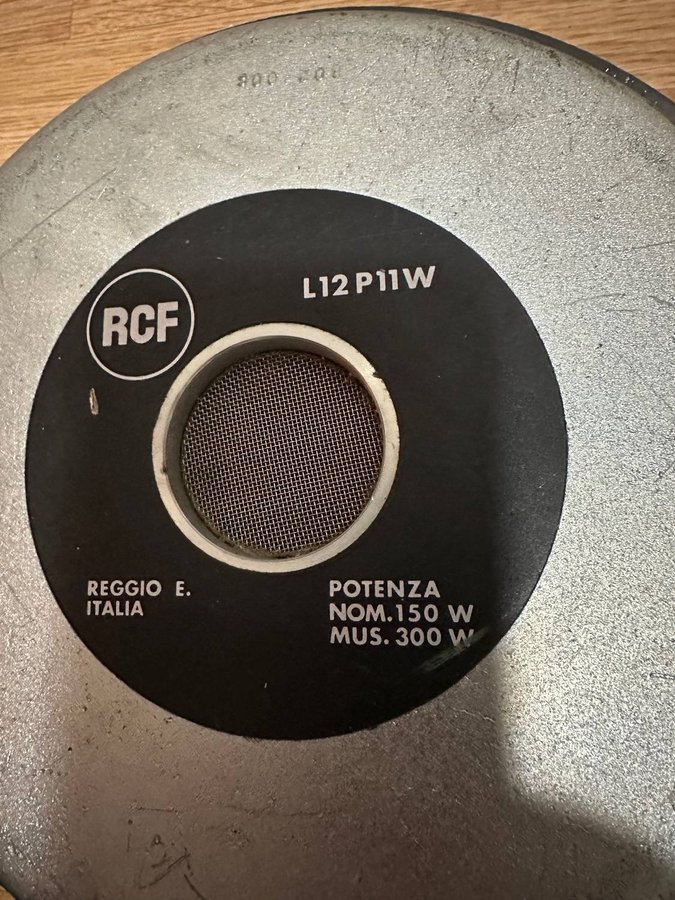 RCF
L12P11W
REGGIO E.
ITALIA
POTENZA
NOM.150 W
MUS. 300 W